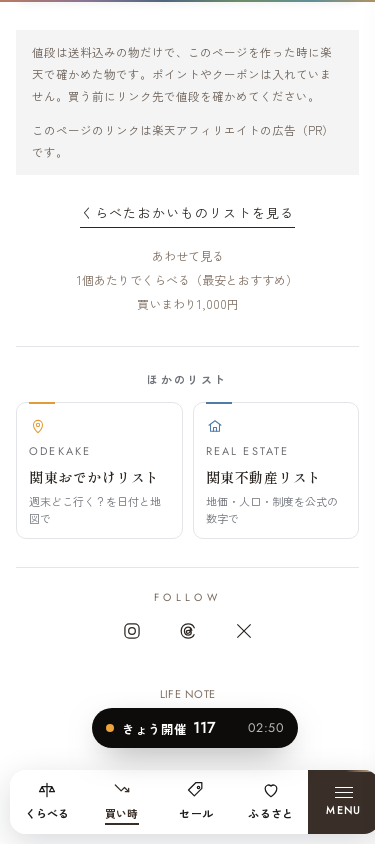 値段は送料込みの物だけで、このページを作った時に楽
天で確かめた物です。ポイントやクーポンは入れていま
せん。買う前にリンク先で値段を確かめてください。
このページのリンクは楽天アフィリエイトの広告（PR）
です。
くらべたおかいものリストを見る
あわせて見る
1個あたりでくらべる（最安とおすすめ）
買いまわり1,000円
ほかのリスト
ODEKAKE
関東おでかけリスト
週末どこ行く？を日付と地
図で
REAL ESTATE
関東不動産リスト
地価・人口・制度を公式の
数字で
FOLLOW
LIFE NOTE
きょう開催 117 02:50
くらべる 買い時 セール ふるさと MENU